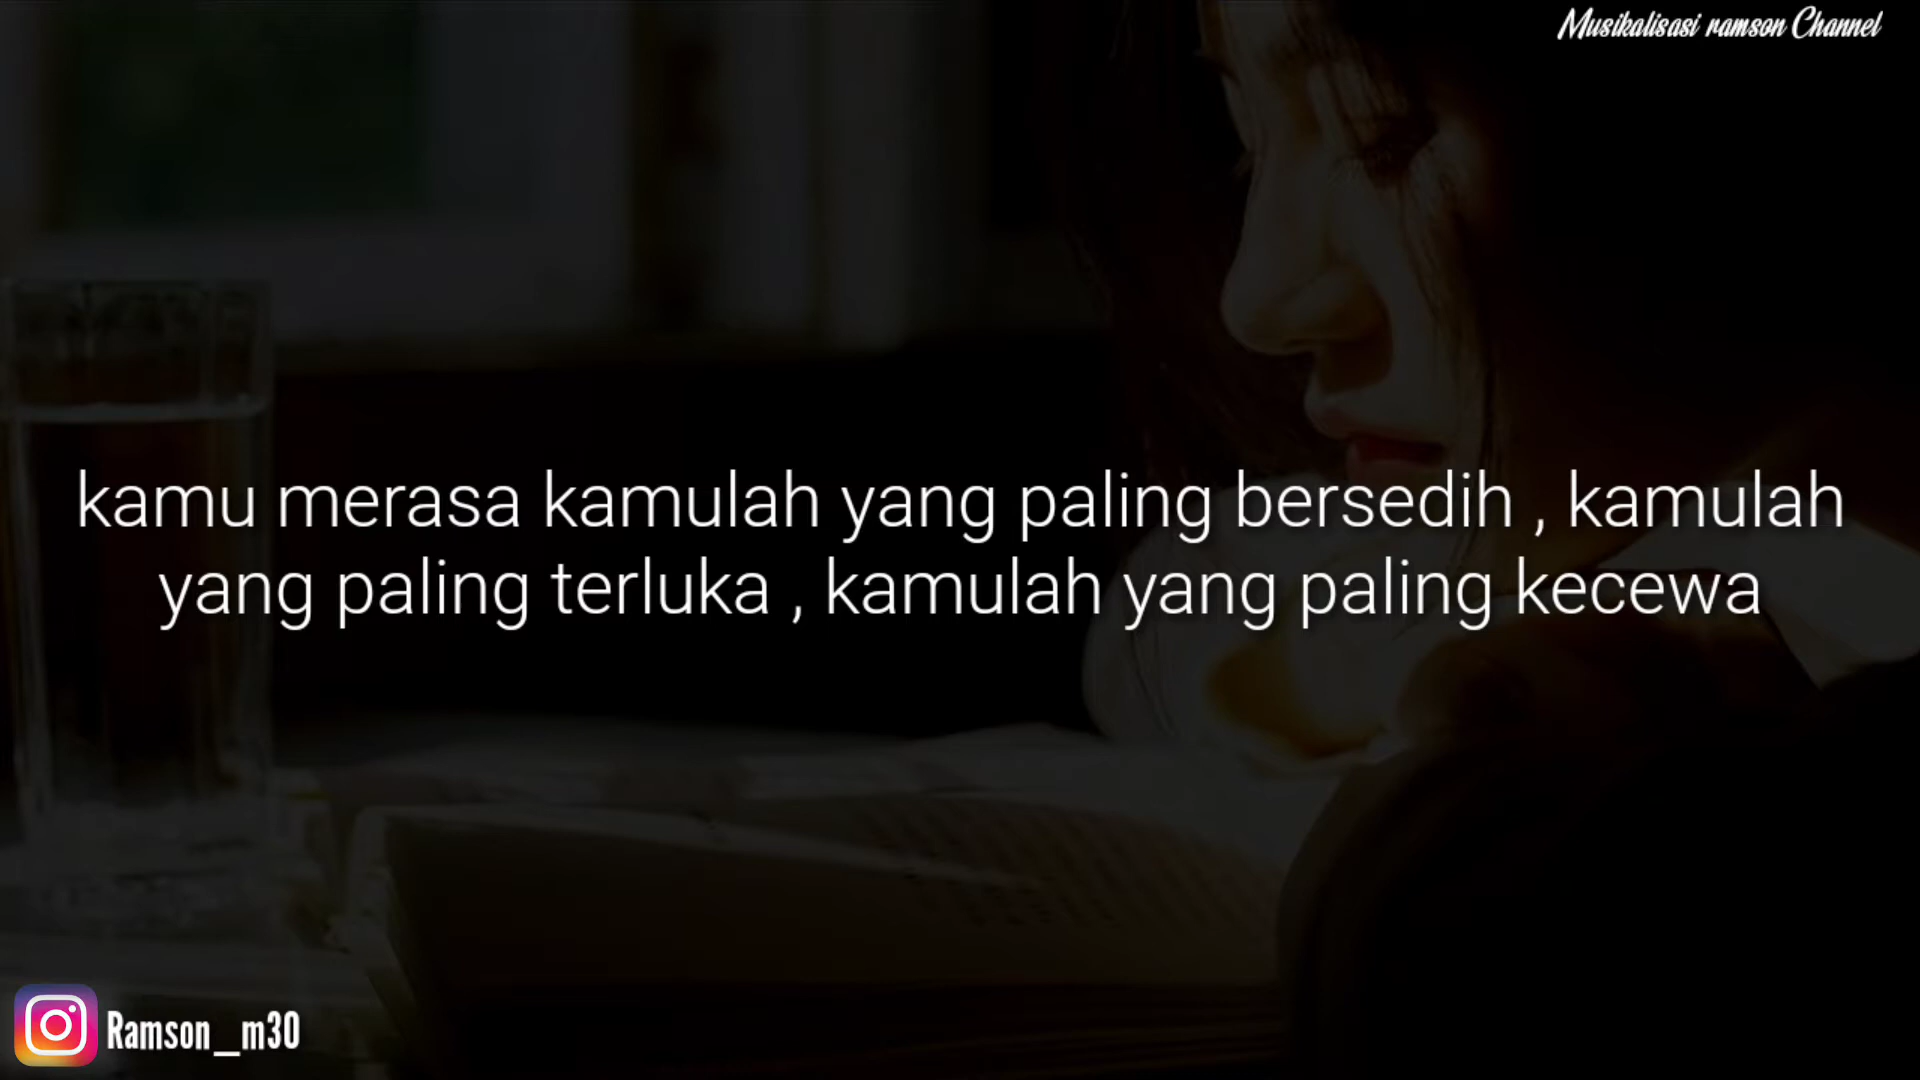 Musikalisasi ramson Channel
kamu merasa kamulah yang paling bersedih , kamulah
yang paling terluka , kamulah yang paling kecewa
Ramson_m30